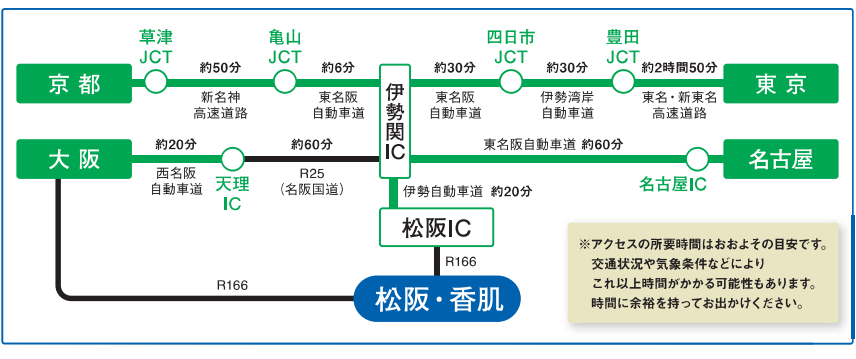 草津
JCT
亀山
JCT
四日市
JCT
豊田
JCT
京都
約50分
約6分
約30分
約30分
約2時間50分
東京
新名神
高速道路
東名阪
自動車道
伊勢関IC
東名阪
自動車道
伊勢湾岸
自動車道
東名・新東名
高速道路
大阪
約20分
約60分
東名阪自動車道 約60分
名古屋
西名阪
自動車道
天理
IC
R25
(名阪国道)
伊勢自動車道 約20分
名古屋IC
松阪IC
R166
R166
松阪・香肌
※アクセスの所要時間はおおよその目安です。
交通状況や気象条件などにより
これ以上時間がかかる可能性もあります。
時間に余裕を持ってお出かけください。